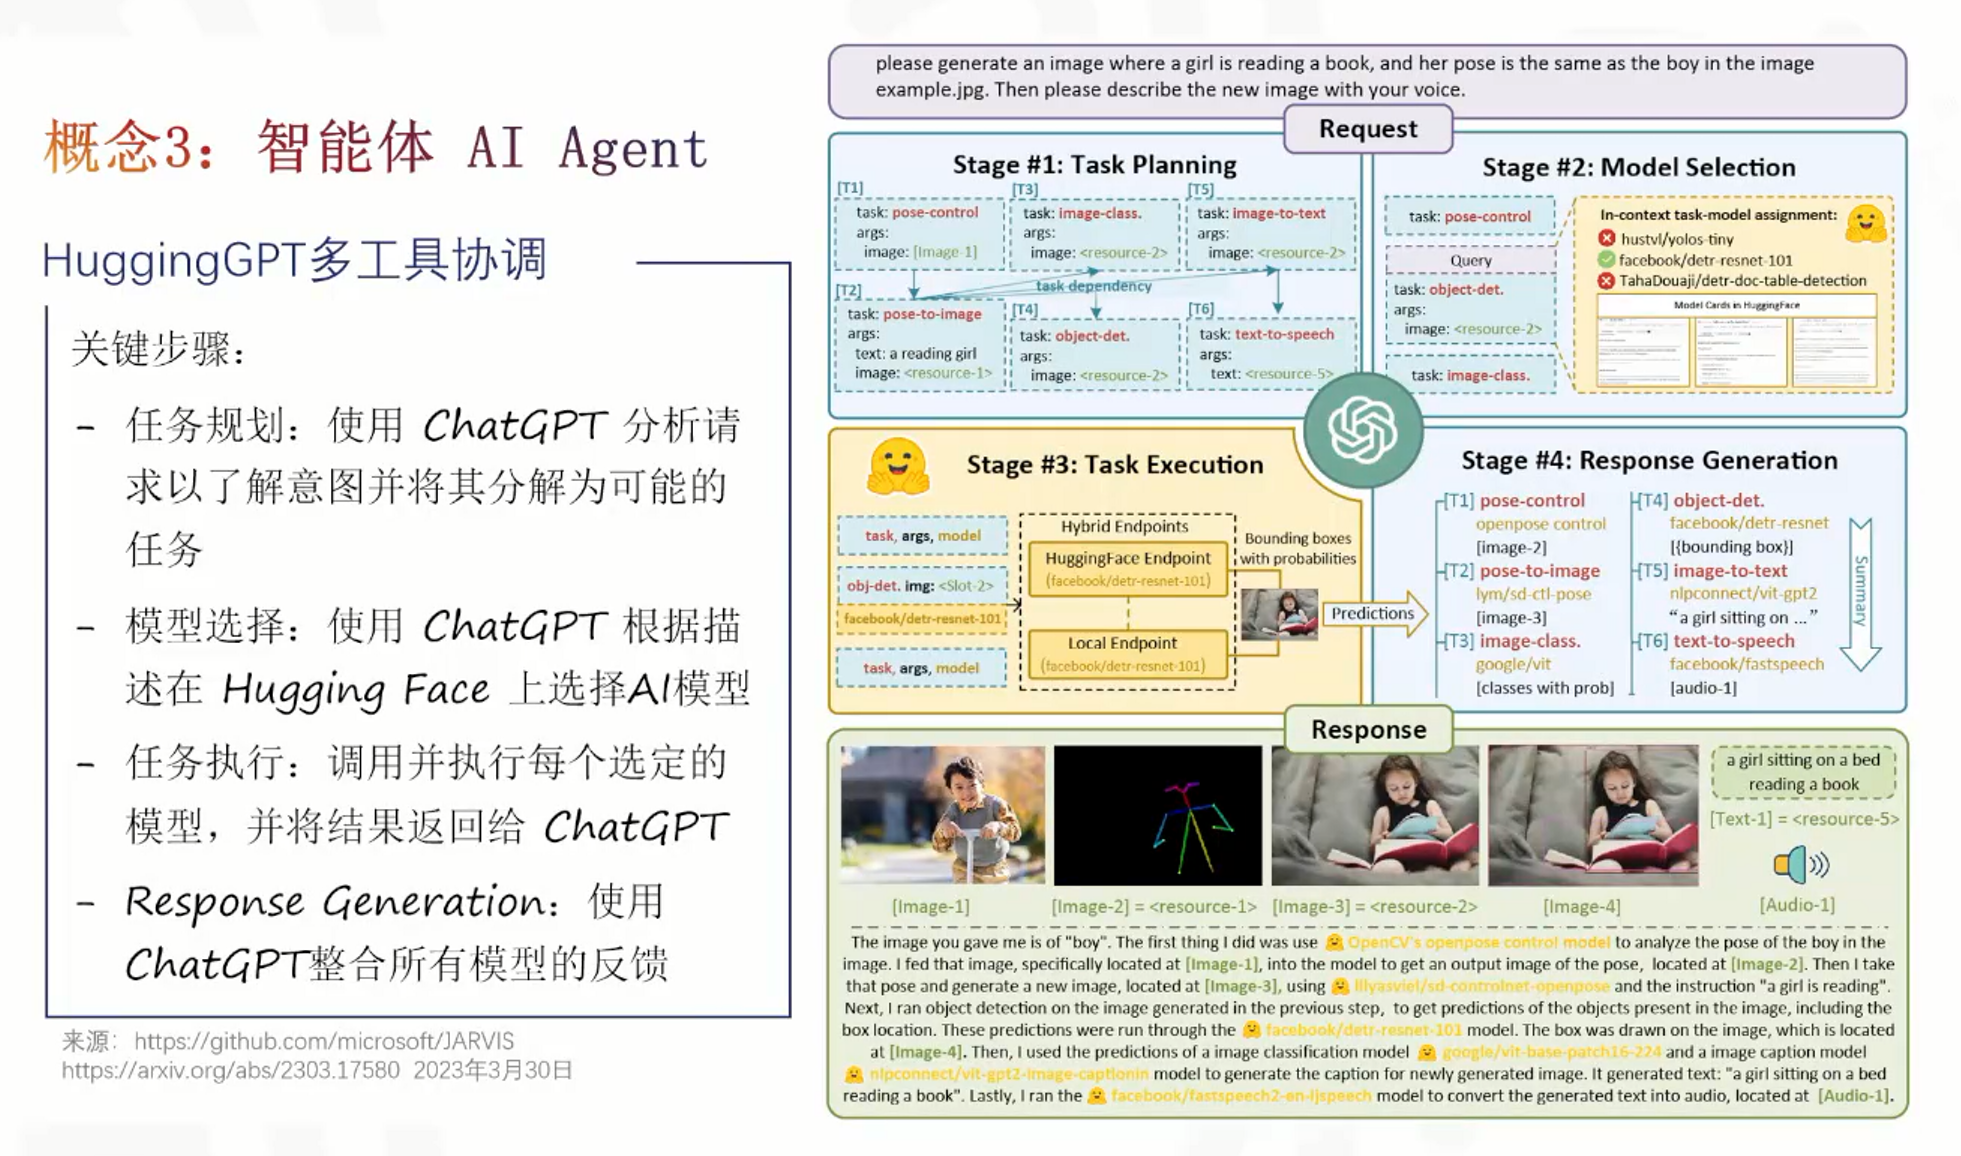 概念3：智能体 AI Agent
HuggingGPT多工具协调
关键步骤：
- 任务规划：使用 ChatGPT 分析请
求以了解意图并将其分解为可能的
任务
- 模型选择：使用 ChatGPT 根据描
述在 Hugging Face 上选择AI模型
- 任务执行：调用并执行每个选定的
模型，并将结果返回给 ChatGPT
- Response Generation：使用
ChatGPT整合所有模型的反馈
来源：https://github.com/microsoft/JARVIS
https://arxiv.org/abs/2303.17580 2023年3月30日
please generate an image where a girl is reading a book, and her pose is the same as the boy in the image
example.jpg. Then please describe the new image with your voice.
Request
Stage #1: Task Planning
[T1]
task: pose-control
args:
image: [Image-1]
[T3]
task: image-class.
args:
image: <resource-2>
[T5]
task: image-to-text
args:
image: <resource-2>
task dependency
[T2]
task: pose-to-image
args:
text: a reading girl
image: <resource-1>
[T4]
task: object-det.
args:
image: <resource-2>
[T6]
task: text-to-speech
args:
text: <resource-5>
Stage #2: Model Selection
task: pose-control
Query
task: object-det.
args:
image: <resource-2>
task: image-class.
In-context task-model assignment:
hustvl/yolos-tiny
facebook/detr-resnet-101
TahaDouaji/detr-doc-table-detection
Model Cards in HuggingFace
Stage #3: Task Execution
task, args, model
obj-det. img: <Slot-2>
facebook/detr-resnet-101
task, args, model
Hybrid Endpoints
HuggingFace Endpoint
(facebook/detr-resnet-101)
Local Endpoint
(facebook/detr-resnet-101)
Bounding boxes
with probabilities
Predictions
Stage #4: Response Generation
[T1] pose-control
openpose control
[image-2]
[T2] pose-to-image
lym/sd-ctl-pose
[image-3]
[T3] image-class.
google/vit
[classes with prob]
[T4] object-det.
facebook/detr-resnet
[{bounding box}]
[T5] image-to-text
nlpconnect/vit-gpt2
“a girl sitting on ...”
[T6] text-to-speech
facebook/fastspeech
[audio-1]
Summary
Response
a girl sitting on a bed
reading a book
[Text-1] = <resource-5>
[Image-1]
[Image-2] = <resource-1>
[Image-3] = <resource-2>
[Image-4]
[Audio-1]
The image you gave me is of "boy". The first thing I did was use OpenCV's openpose control model to analyze the pose of the boy in the
image. I fed that image, specifically located at [Image-1], into the model to get an output image of the pose, located at [Image-2]. Then I take
that pose and generate a new image, located at [Image-3], using lllyasviel/sd-controlnet-openpose and the instruction "a girl is reading".
Next, I ran object detection on the image generated in the previous step, to get predictions of the objects present in the image, including the
box location. These predictions were run through the facebook/detr-resnet-101 model. The box was drawn on the image, which is located
at [Image-4]. Then, I used the predictions of a image classification model google/vit-base-patch16-224 and a image caption model
nlpconnect/vit-gpt2-image-captionin model to generate the caption for newly generated image. It generated text: "a girl sitting on a bed
reading a book". Lastly, I ran the facebook/fastspeech2-en-ljspeech model to convert the generated text into audio, located at [Audio-1].